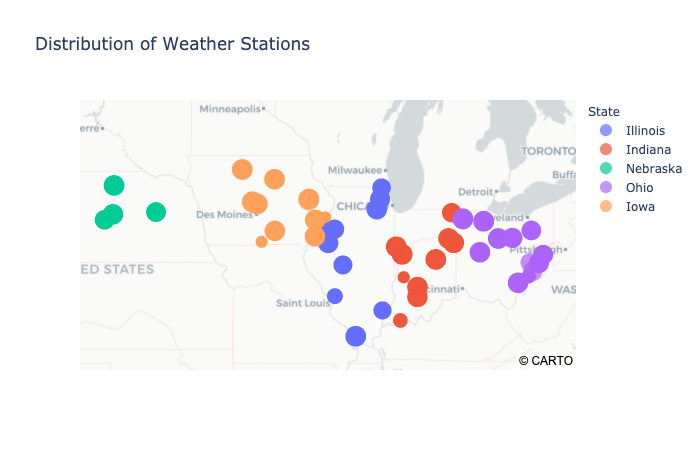 Distribution of Weather Stations
State
Illinois
Indiana
Nebraska
Ohio
Iowa
Minneapolis
erre
TORONTO
Milwaukee
Buffa
Detroit
CHIC
Des Moines
veland
Pittsburgh
ED STATES
cinnati
WAS
Saint Louis
© CARTO